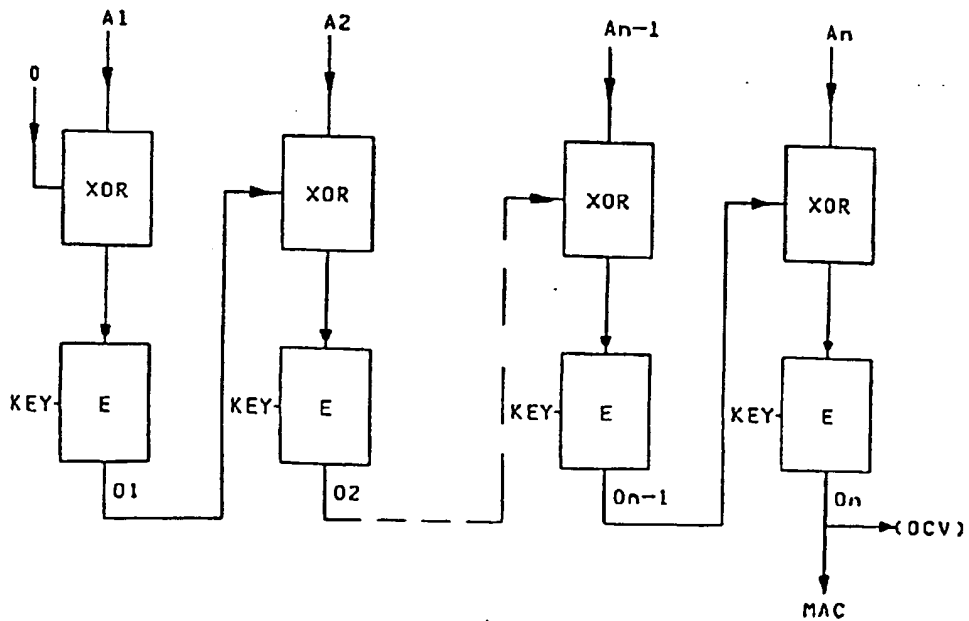 A1 A2 An-1 An
0
XOR XOR XOR XOR
KEY E KEY E KEY E KEY E
O1 O2 On-1 On
(OCV)
MAC